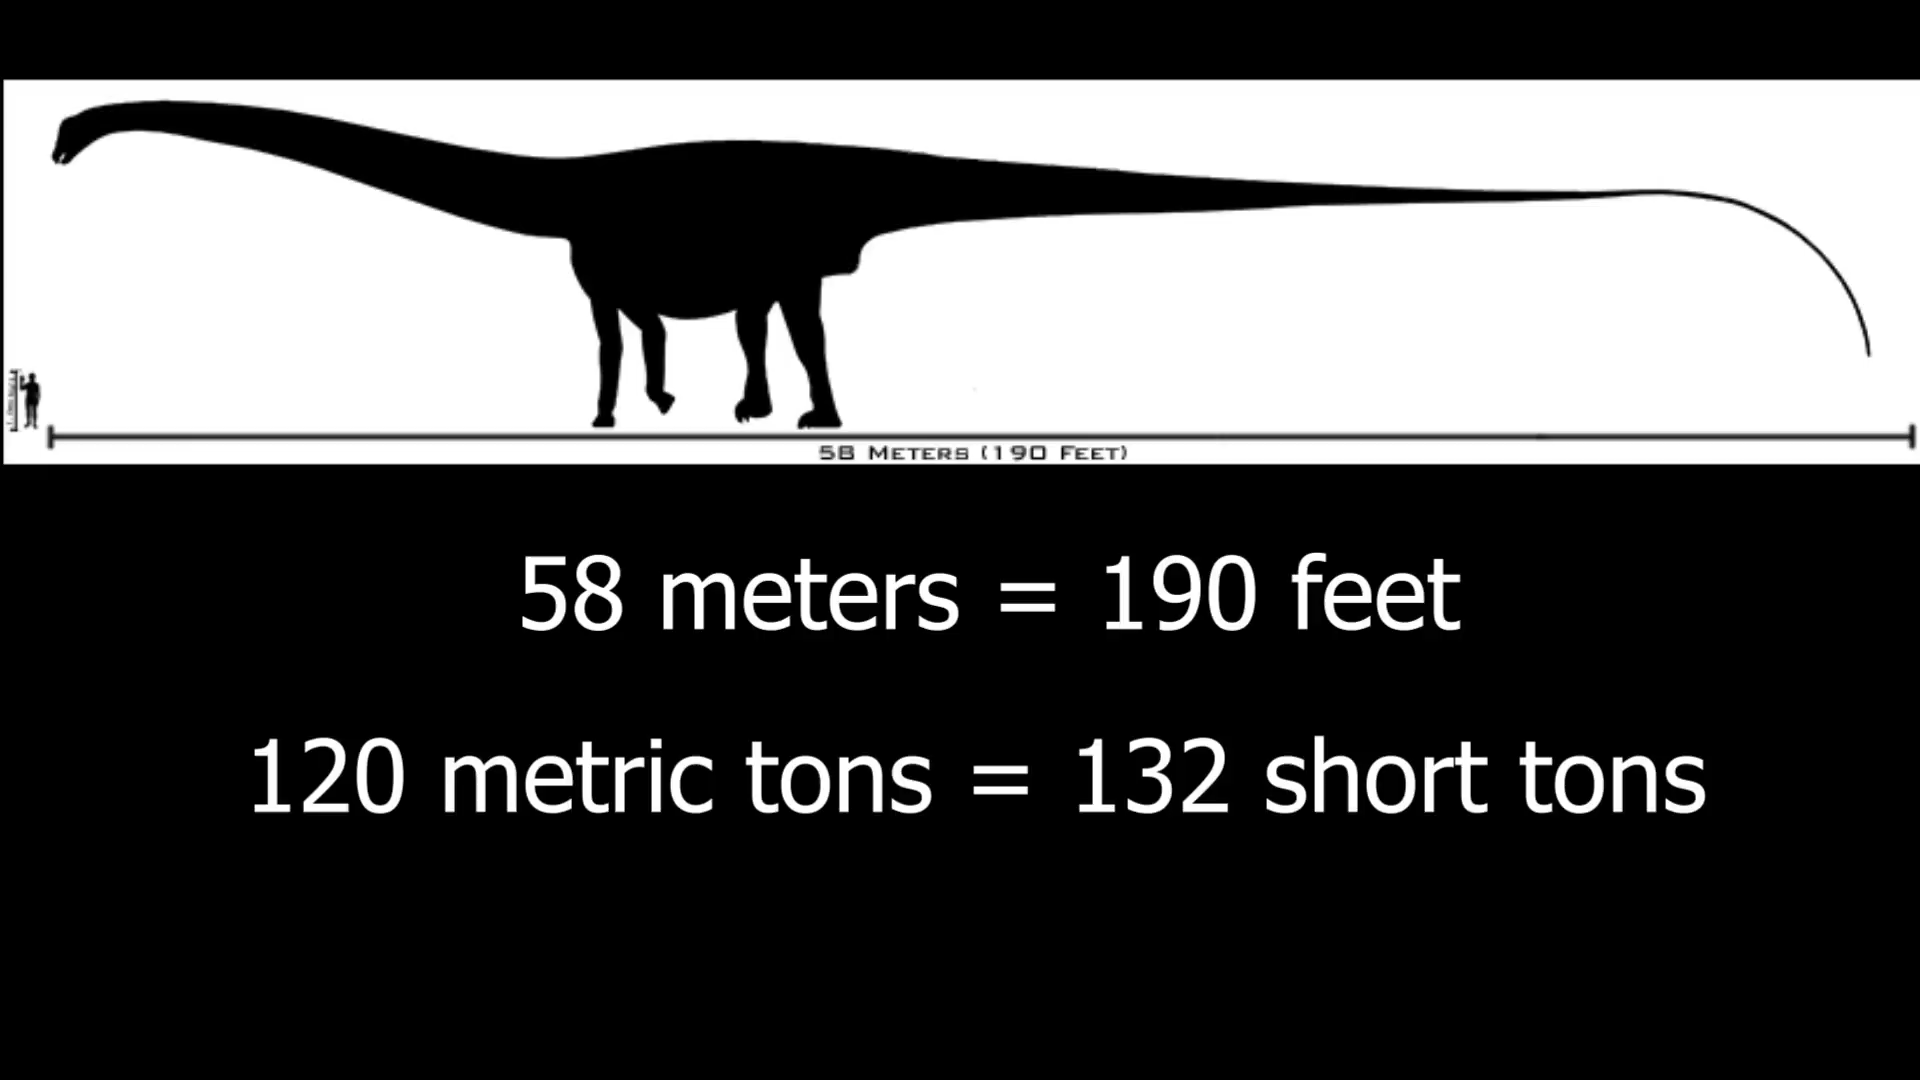 58 Meters (190 Feet)
58 meters = 190 feet
120 metric tons = 132 short tons